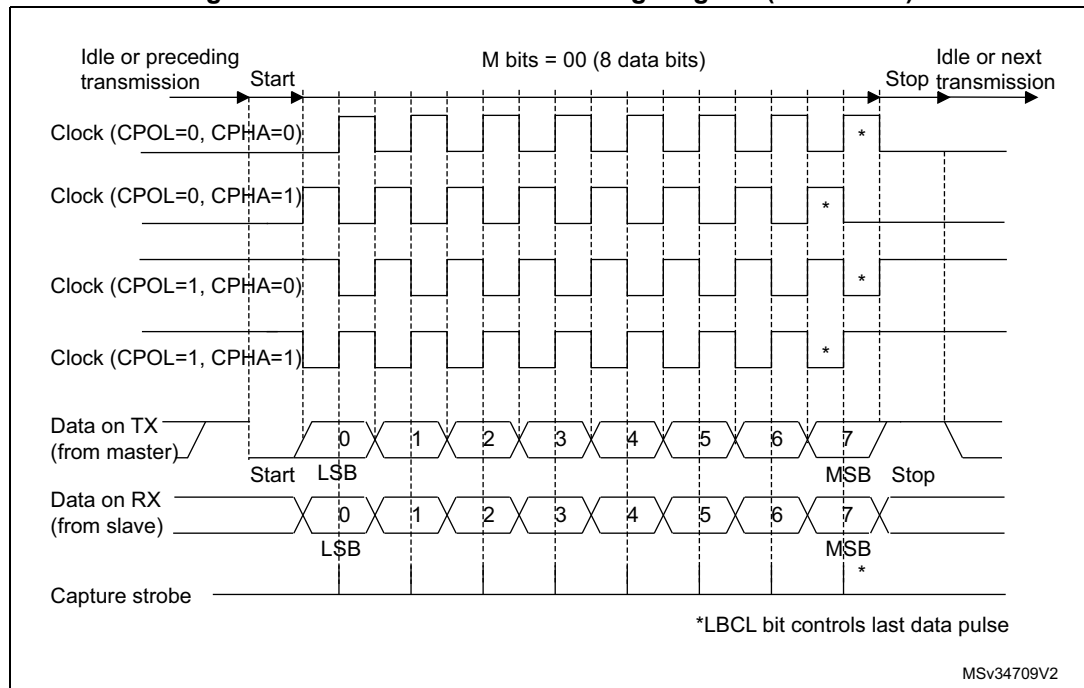 Idle or preceding
transmission
Start
M bits = 00 (8 data bits)
Stop
Idle or next
transmission
Clock (CPOL=0, CPHA=0)
*
Clock (CPOL=0, CPHA=1)
*
Clock (CPOL=1, CPHA=0)
*
Clock (CPOL=1, CPHA=1)
*
Data on TX
(from master)
0 1 2 3 4 5 6 7
Start LSB MSB Stop
Data on RX
(from slave)
0 1 2 3 4 5 6 7
LSB MSB
*
Capture strobe
*LBCL bit controls last data pulse
MSv34709V2